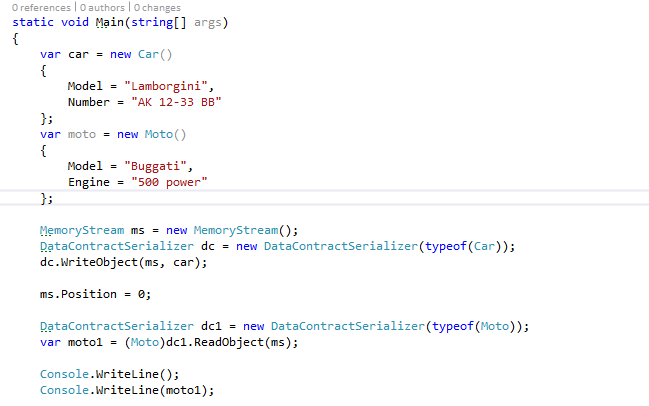 0 references | 0 authors | 0 changes
static void Main(string[] args)
{
    var car = new Car()
    {
        Model = "Lamborgini",
        Number = "AK 12-33 BB"
    };
    var moto = new Moto()
    {
        Model = "Buggati",
        Engine = "500 power"
    };
    MemoryStream ms = new MemoryStream();
    DataContractSerializer dc = new DataContractSerializer(typeof(Car));
    dc.WriteObject(ms, car);
    ms.Position = 0;
    DataContractSerializer dc1 = new DataContractSerializer(typeof(Moto));
    var moto1 = (Moto)dc1.ReadObject(ms);
    Console.WriteLine();
    Console.WriteLine(moto1);